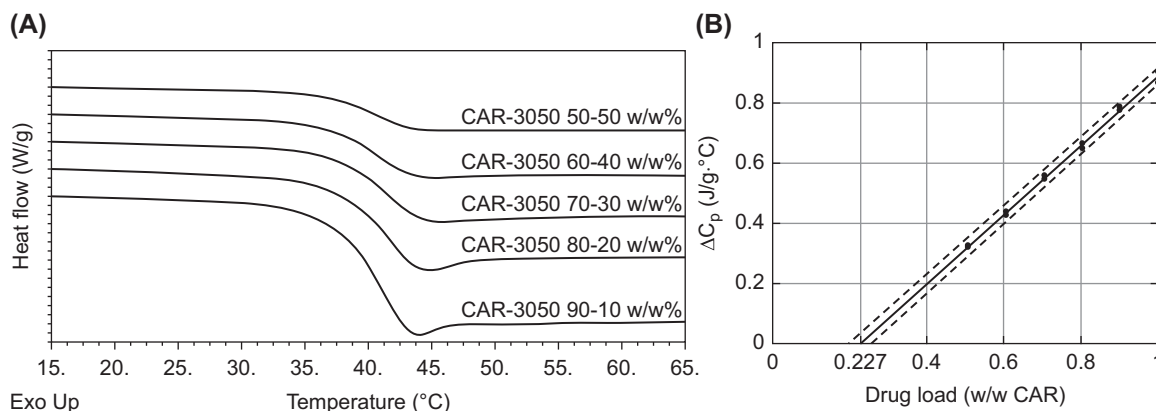 (A)
Heat flow (W/g)
CAR-3050 50-50 w/w%
CAR-3050 60-40 w/w%
CAR-3050 70-30 w/w%
CAR-3050 80-20 w/w%
CAR-3050 90-10 w/w%
15. 20. 25. 30. 35. 40. 45. 50. 55. 60. 65.
Exo Up
Temperature (°C)
(B)
ΔCp (J/g·°C)
1
0.8
0.6
0.4
0.2
0
0 0.227 0.4 0.6 0.8 1
Drug load (w/w CAR)